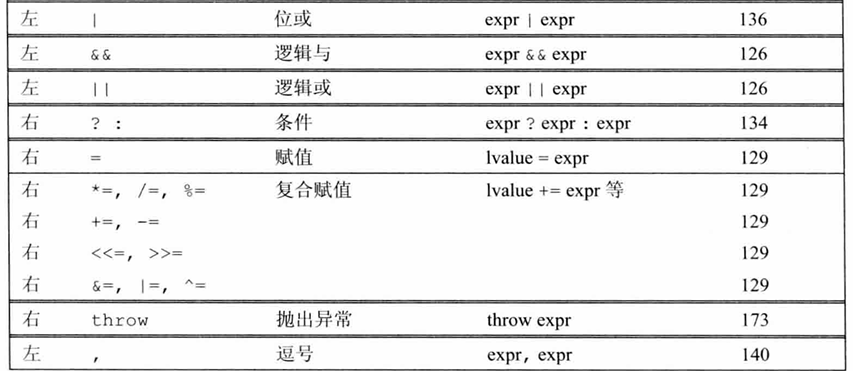 左 | 位或 expr | expr 136
左 && 逻辑与 expr && expr 126
左 || 逻辑或 expr || expr 126
右 ? : 条件 expr ? expr : expr 134
右 = 赋值 lvalue = expr 129
右 *=, /=, %= 复合赋值 lvalue += expr 等 129
右 +=, -= 129
右 <<=, >>= 129
右 &=, |=, ^= 129
右 throw 抛出异常 throw expr 173
左 , 逗号 expr, expr 140